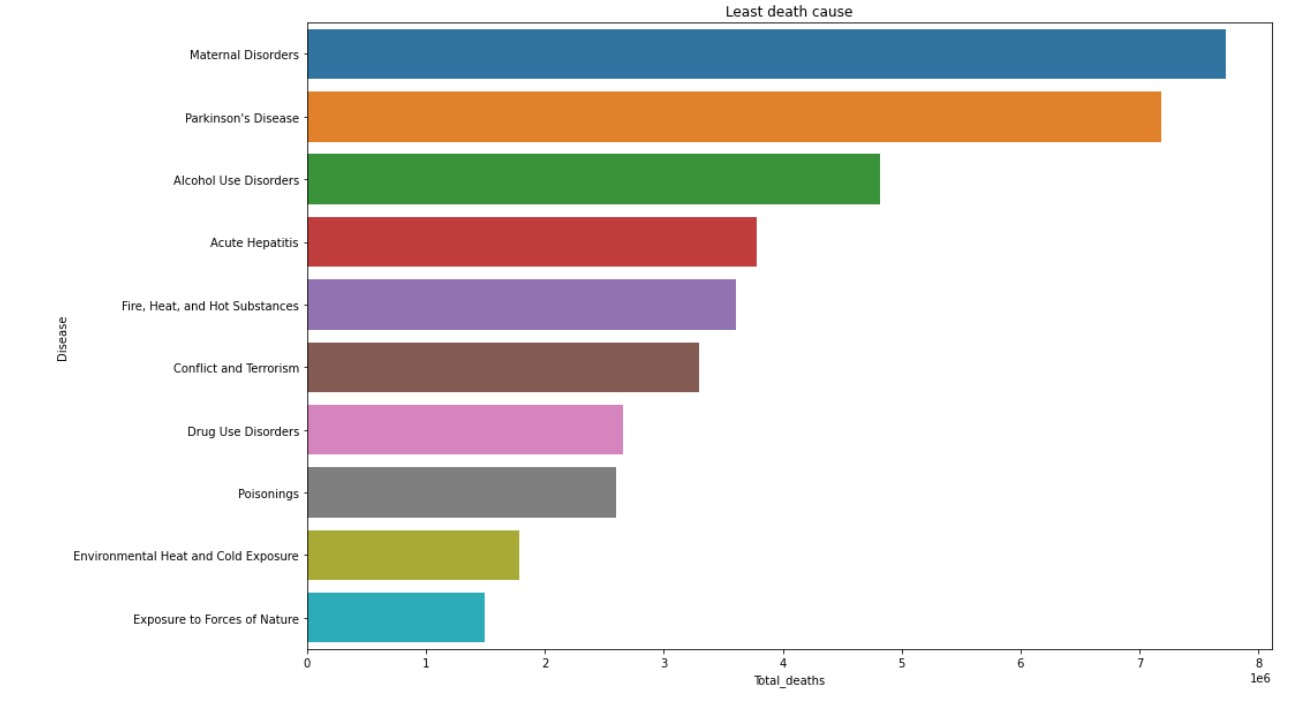 Least death cause
Maternal Disorders
Parkinson's Disease
Alcohol Use Disorders
Acute Hepatitis
Fire, Heat, and Hot Substances
Disease
Conflict and Terrorism
Drug Use Disorders
Poisonings
Environmental Heat and Cold Exposure
Exposure to Forces of Nature
0 1 2 3 4 5 6 7 8
Total_deaths
1e6